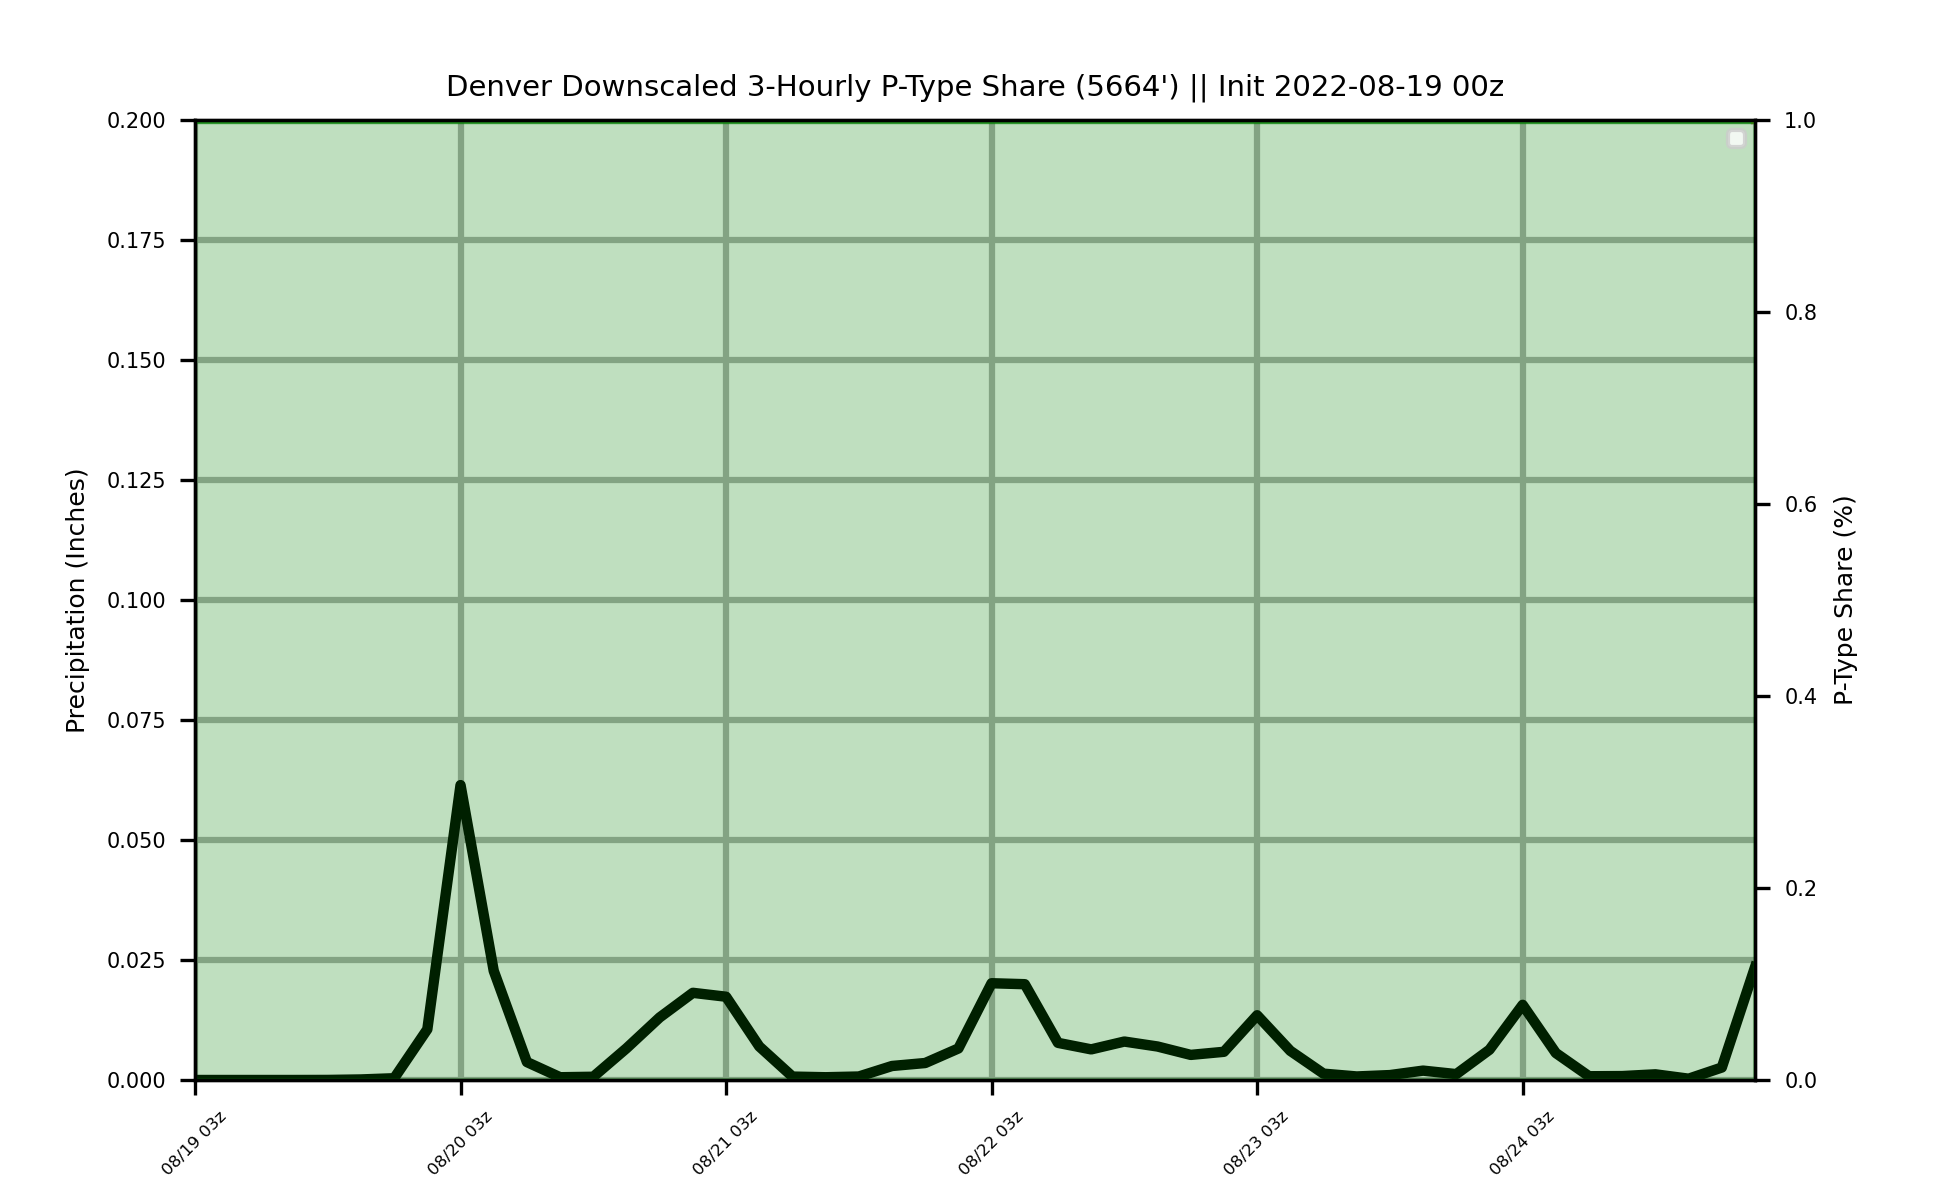 Denver Downscaled 3-Hourly P-Type Share (5664') || Init 2022-08-19 00z
0.200
0.175
0.150
0.125
0.100
0.075
0.050
0.025
0.000
Precipitation (Inches)
1.0
0.8
0.6
0.4
0.2
0.0
P-Type Share (%)
08/19 03z
08/20 03z
08/21 03z
08/22 03z
08/23 03z
08/24 03z